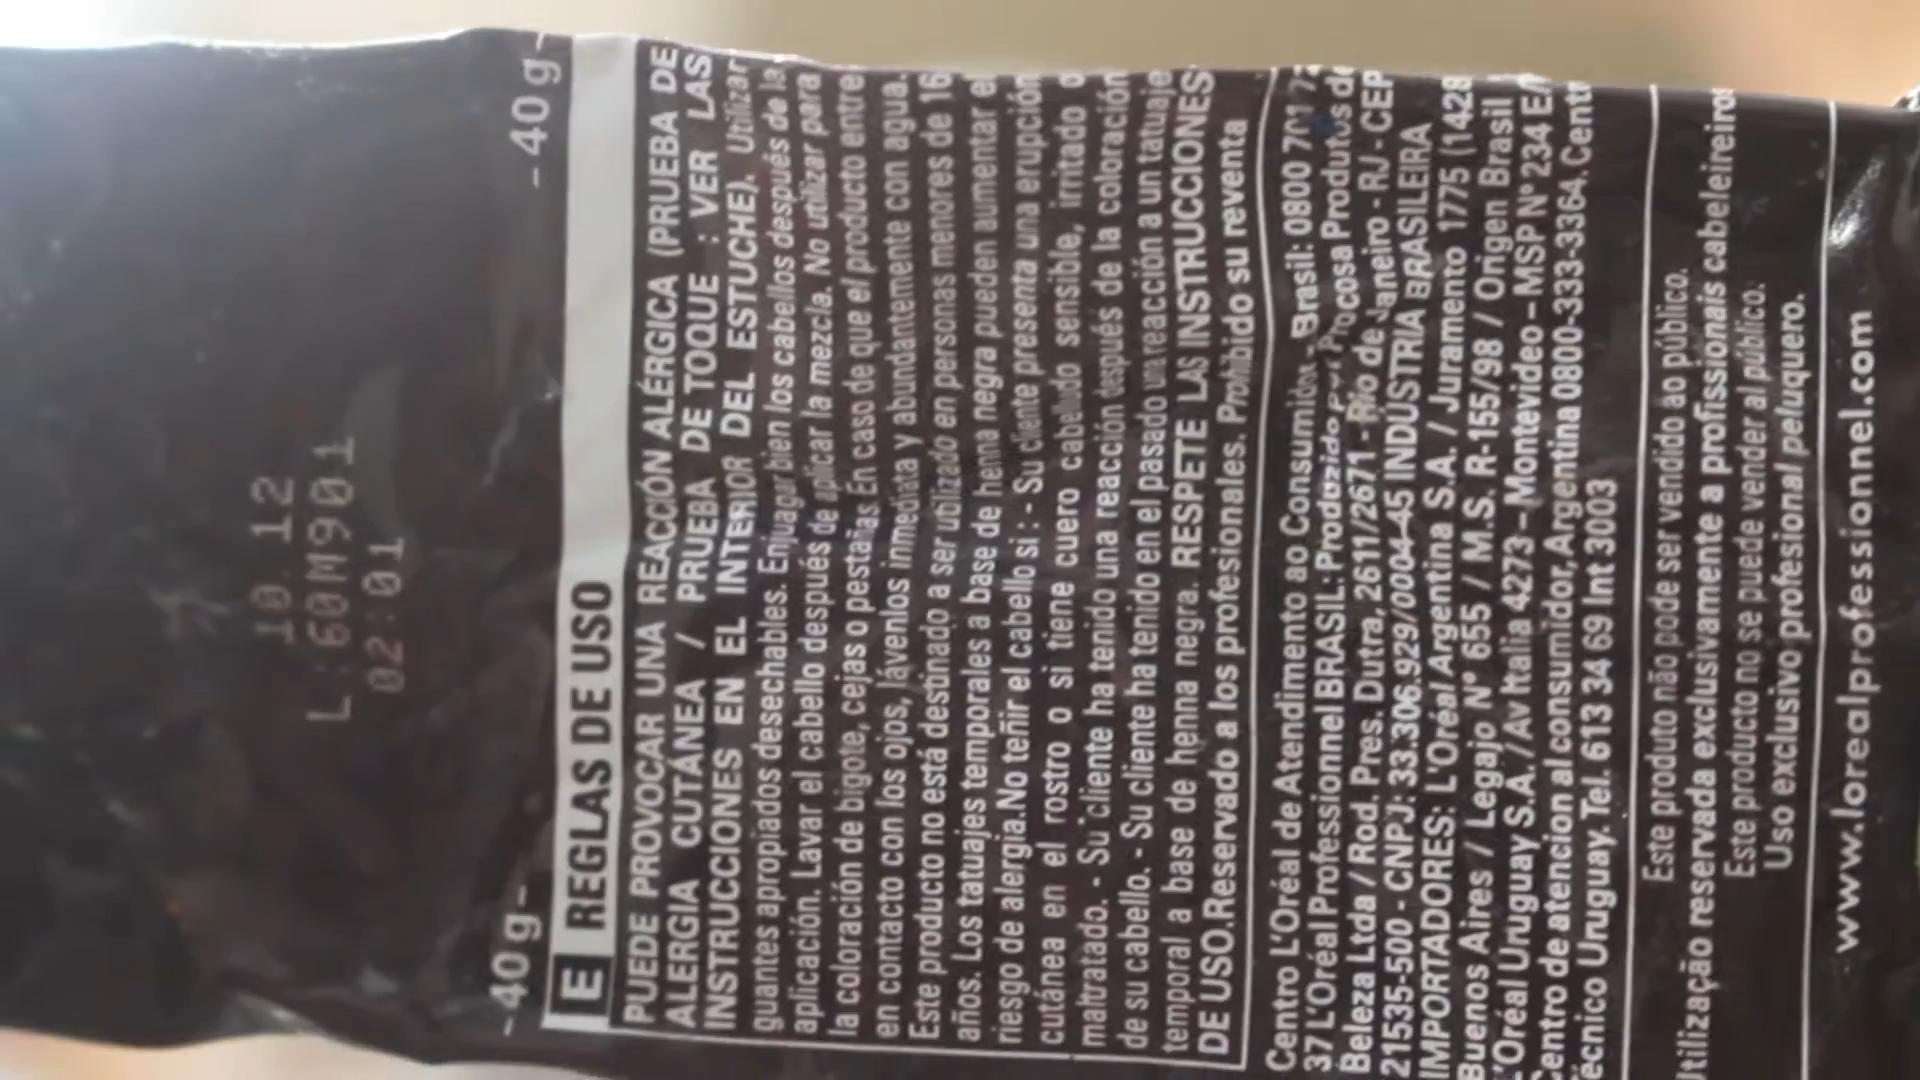 10.12
L:60M901
02:01
-40g-
-40g-
E REGLAS DE USO
PUEDE PROVOCAR UNA REACCIÓN ALÉRGICA (PRUEBA DE
ALERGIA CUTÁNEA / PRUEBA DE TOQUE : VER LAS
INSTRUCCIONES EN EL INTERIOR DEL ESTUCHE). Utilizar
guantes apropiados desechables. Enjuagar bien los cabellos después de la
aplicación. Lavar el cabello después de aplicar la mezcla. No utilizar para
la coloración de bigote, cejas o pestañas. En caso de que el producto entre
en contacto con los ojos, lávenlos inmediata y abundantemente con agua.
Este producto no está destinado a ser utilizado en personas menores de 16
años. Los tatuajes temporales a base de henna negra pueden aumentar el
riesgo de alergia.No teñir el cabello si : - Su cliente presenta una erupción
cutánea en el rostro o si tiene cuero cabelludo sensible, irritado o
maltratado. - Su cliente ha tenido una reacción después de la coloración
de su cabello. - Su cliente ha tenido en el pasado una reacción a un tatuaje
temporal a base de henna negra. RESPETE LAS INSTRUCCIONES
DE USO.Reservado a los profesionales. Prohibido su reventa
Centro L'Oréal de Atendimento ao Consumidor - Brasil: 0800 701 72
37 L'Oréal Professionnel BRASIL: Produzido por Procosa Produtos de
Beleza Ltda / Rod. Pres. Dutra, 2611/2671 - Rio de Janeiro - RJ - CEP
21535-500 - CNPJ: 33.306.929/0004-45 INDUSTRIA BRASILEIRA
IMPORTADORES: L'Oréal Argentina S.A. / Juramento 1775 (1428
Buenos Aires / Legajo N° 655 / M.S. R-155/98 / Origen Brasil
L'Oréal Uruguay S.A. / Av Italia 4273 - Montevideo - MSP N° 234
Centro de atencion al consumidor, Argentina 0800-333-3364. Centr
Técnico Uruguay. Tel. 613 34 69 Int 3003
Este produto não pode ser vendido ao público.
Utilização reservada exclusivamente a profissionais cabeleireiros
Este producto no se puede vender al público.
Uso exclusivo profesional peluquero.
www.lorealprofessionnel.com